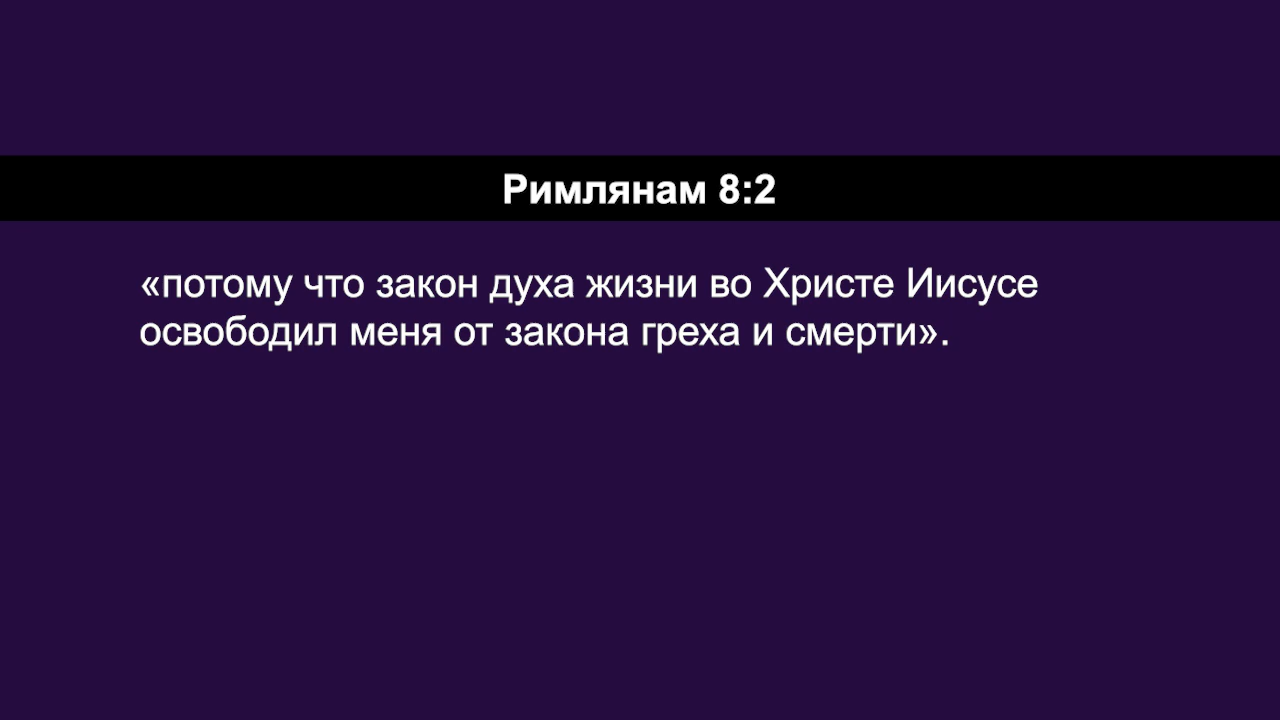 Римлянам 8:2
«потому что закон духа жизни во Христе Иисусе
освободил меня от закона греха и смерти».